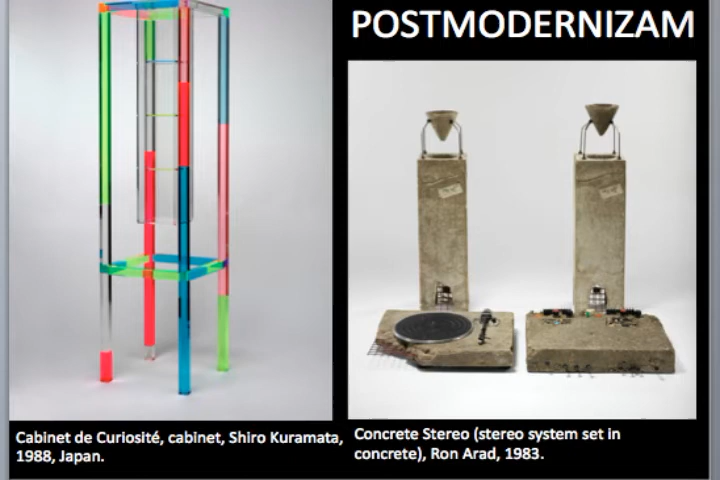 POSTMODERNIZAM
Cabinet de Curiosité, cabinet, Shiro Kuramata,
1988, Japan.
Concrete Stereo (stereo system set in
concrete), Ron Arad, 1983.